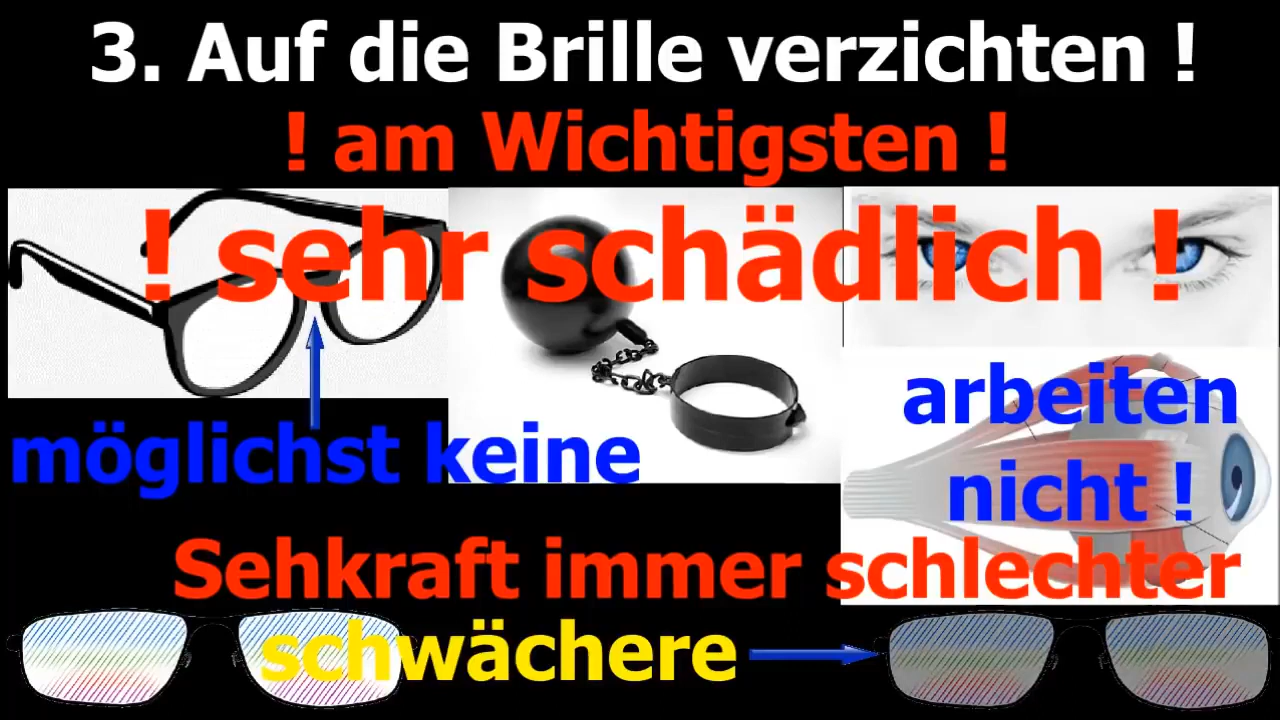 3. Auf die Brille verzichten !
! am Wichtigsten !
! sehr schädlich !
arbeiten
möglichst keine
nicht !
Sehkraft immer schlechter
schwächere